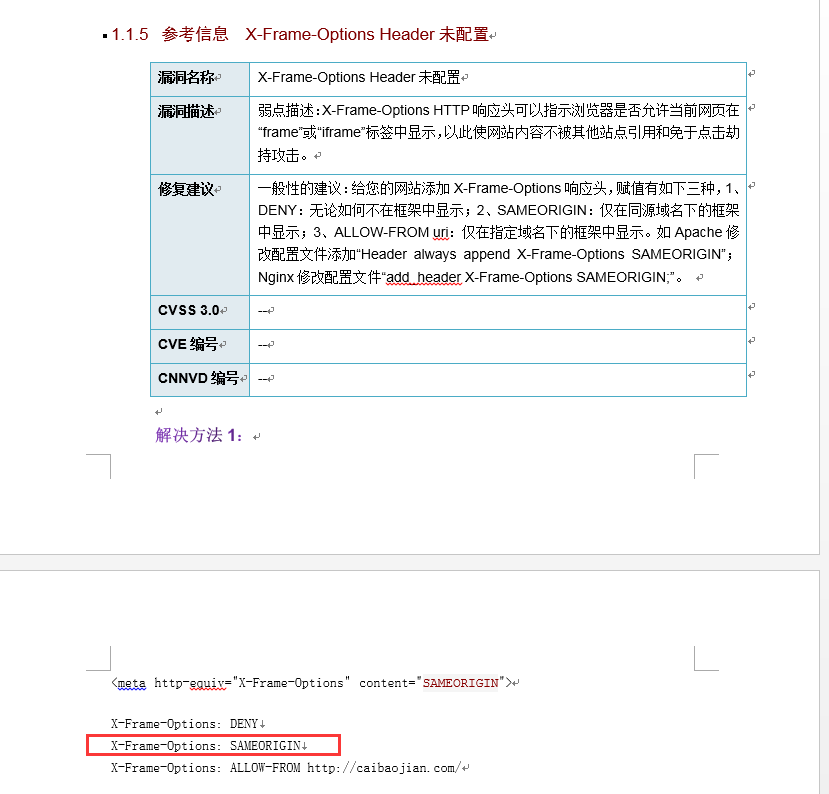 1.1.5 参考信息 X-Frame-Options Header 未配置
漏洞名称 X-Frame-Options Header 未配置
漏洞描述 弱点描述：X-Frame-Options HTTP 响应头可以指示浏览器是否允许当前网页在
“frame”或“iframe”标签中显示，以此使网站内容不被其他站点引用和免于点击劫
持攻击。
修复建议 一般性的建议：给您的网站添加 X-Frame-Options 响应头，赋值有如下三种，1、
DENY：无论如何不在框架中显示；2、SAMEORIGIN：仅在同源域名下的框架
中显示；3、ALLOW-FROM uri：仅在指定域名下的框架中显示。如 Apache 修
改配置文件添加“Header always append X-Frame-Options SAMEORIGIN”；
Nginx 修改配置文件“add_header X-Frame-Options SAMEORIGIN;”。
CVSS 3.0 --
CVE 编号 --
CNNVD 编号 --
解决方法 1：
<meta http-equiv="X-Frame-Options" content="SAMEORIGIN">
X-Frame-Options: DENY
X-Frame-Options: SAMEORIGIN
X-Frame-Options: ALLOW-FROM http://caibaojian.com/